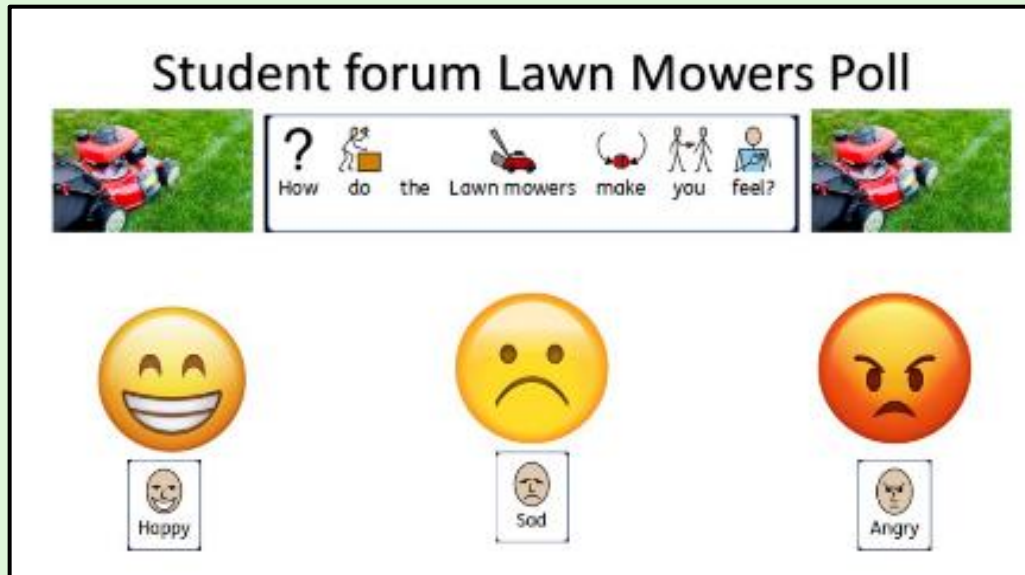 Student forum Lawn Mowers Poll
? How do the Lawn mowers make you feel?
Happy
Sad
Angry